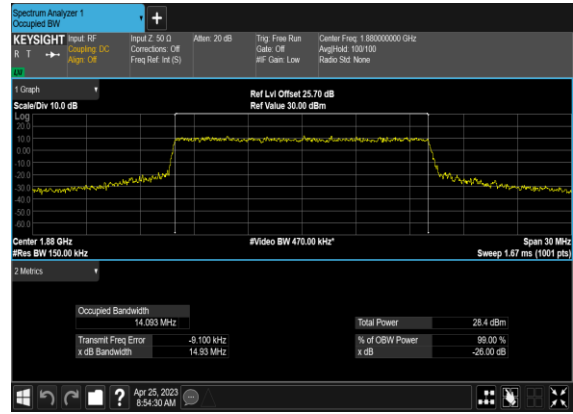 Spectrum Analyzer 1
Occupied BW
KEYSIGHT
R T
LW
Input: RF
Coupling: DC
Align: Off
Input Z: 50 Ω
Corrections: Off
Freq Ref: Int (S)
Atten: 20 dB
Trig: Free Run
Gate: Off
#IF Gain: Low
Center Freq: 1.880000000 GHz
Avg|Hold: 100/100
Radio Std: None
1 Graph
Scale/Div 10.0 dB
Ref Lvl Offset 25.70 dB
Ref Value 30.00 dBm
Log
20.0
10.0
0.00
-10.0
-20.0
-30.0
-40.0
-50.0
-60.0
Center 1.88 GHz
#Res BW 150.00 kHz
#Video BW 470.00 kHz*
Span 30 MHz
Sweep 1.67 ms (1001 pts)
2 Metrics
Occupied Bandwidth
14.093 MHz
Transmit Freq Error -9.100 kHz
x dB Bandwidth 14.93 MHz
Total Power 28.4 dBm
% of OBW Power 99.00 %
x dB -26.00 dB
Apr 25, 2023
8:54:30 AM